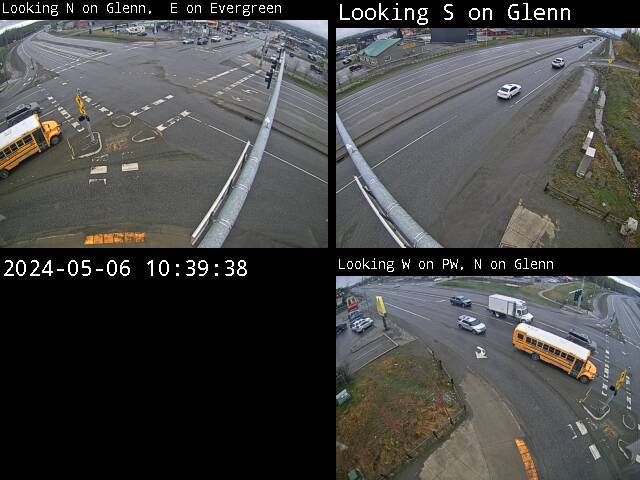 Looking N on Glenn,  E on Evergreen
Looking S on Glenn
2024-05-06 10:39:38
Looking W on PW, N on Glenn